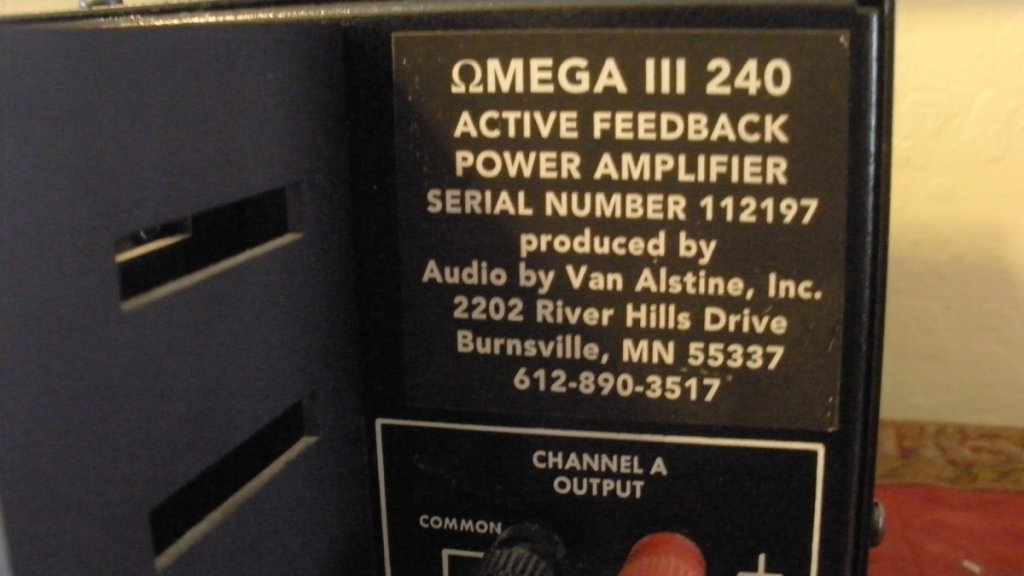 ΩMEGA III 240
ACTIVE FEEDBACK
POWER AMPLIFIER
SERIAL NUMBER 112197
produced by
Audio by Van Alstine, Inc.
2202 River Hills Drive
Burnsville, MN 55337
612-890-3517
CHANNEL A
OUTPUT
COMMON